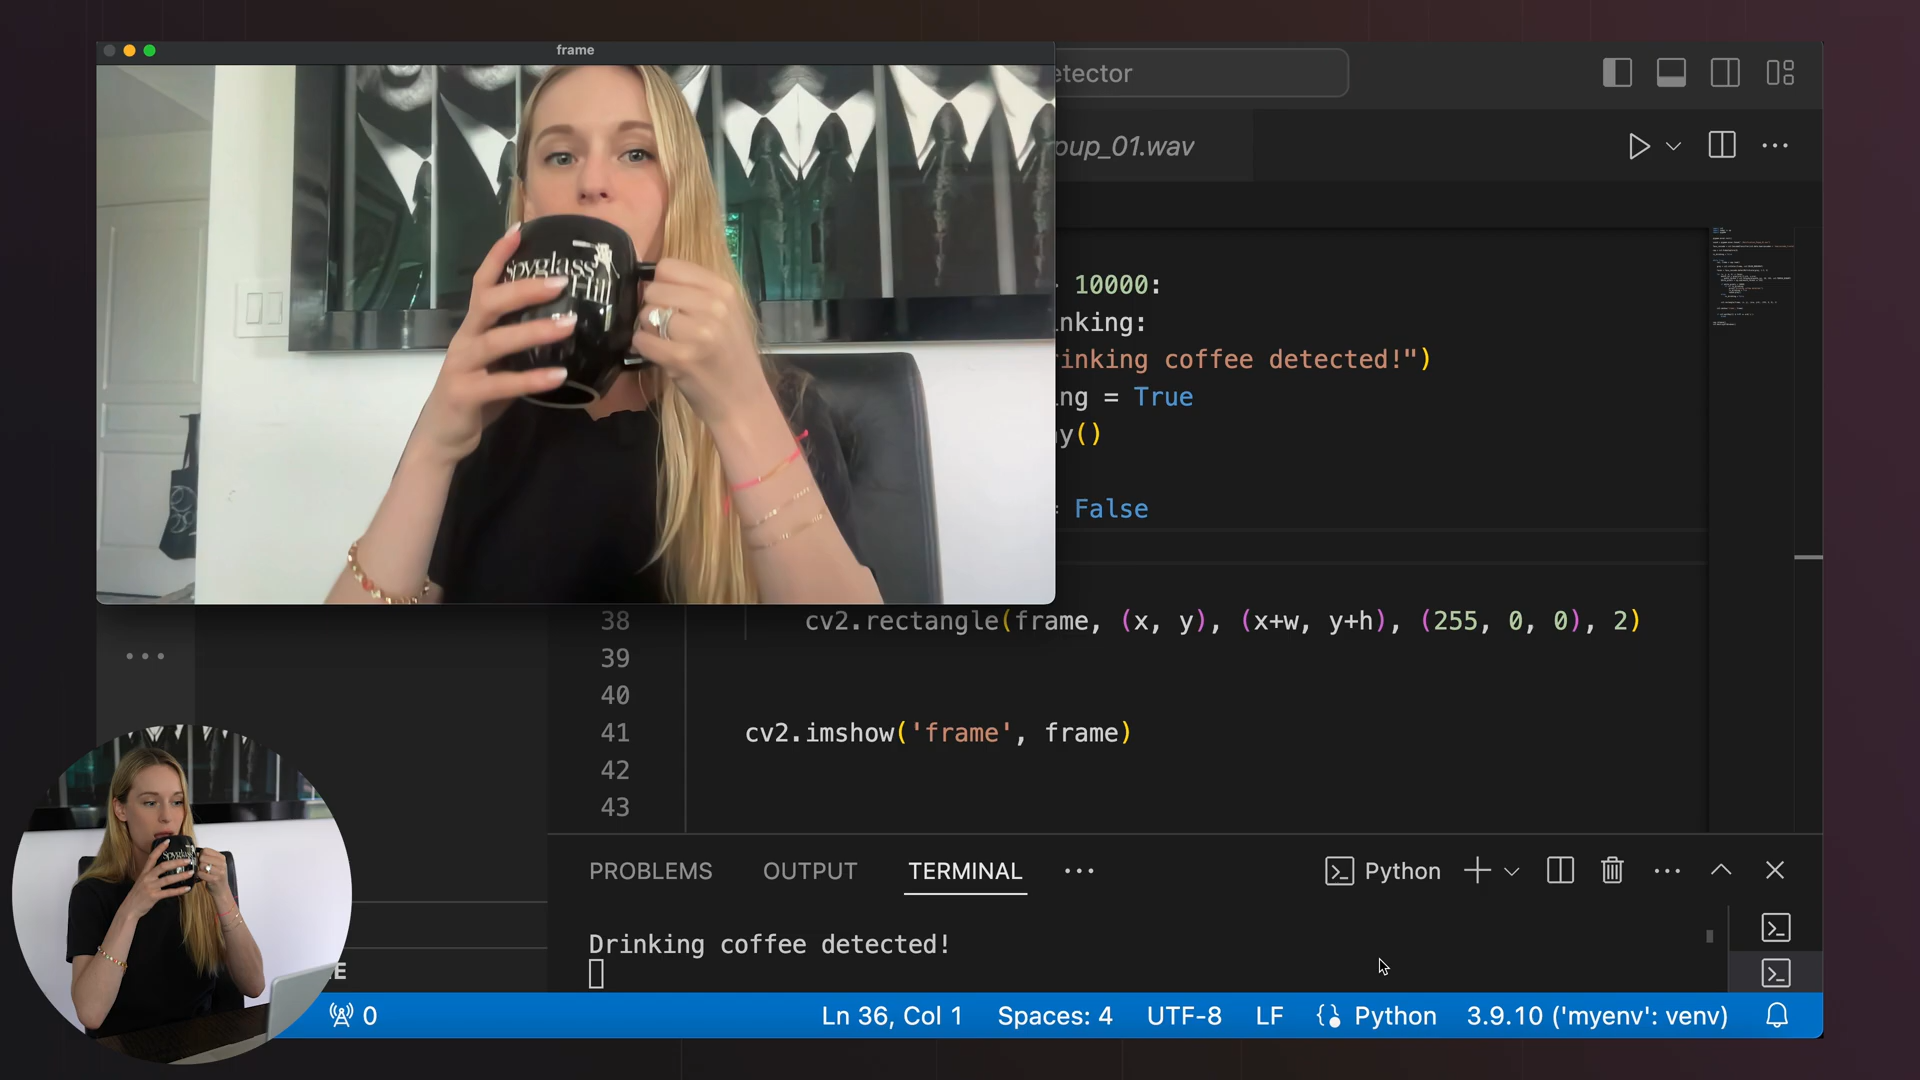 frame
etector
oup_01.wav
Spyglass
Hill
10000:
nking:
inking coffee detected!")
ng = True
y()
= False
38 cv2.rectangle(frame, (x, y), (x+w, y+h), (255, 0, 0), 2)
39
40
41 cv2.imshow('frame', frame)
42
43
PROBLEMS OUTPUT TERMINAL ··· Python
Drinking coffee detected!
E
0 Ln 36, Col 1 Spaces: 4 UTF-8 LF Python 3.9.10 ('myenv': venv)